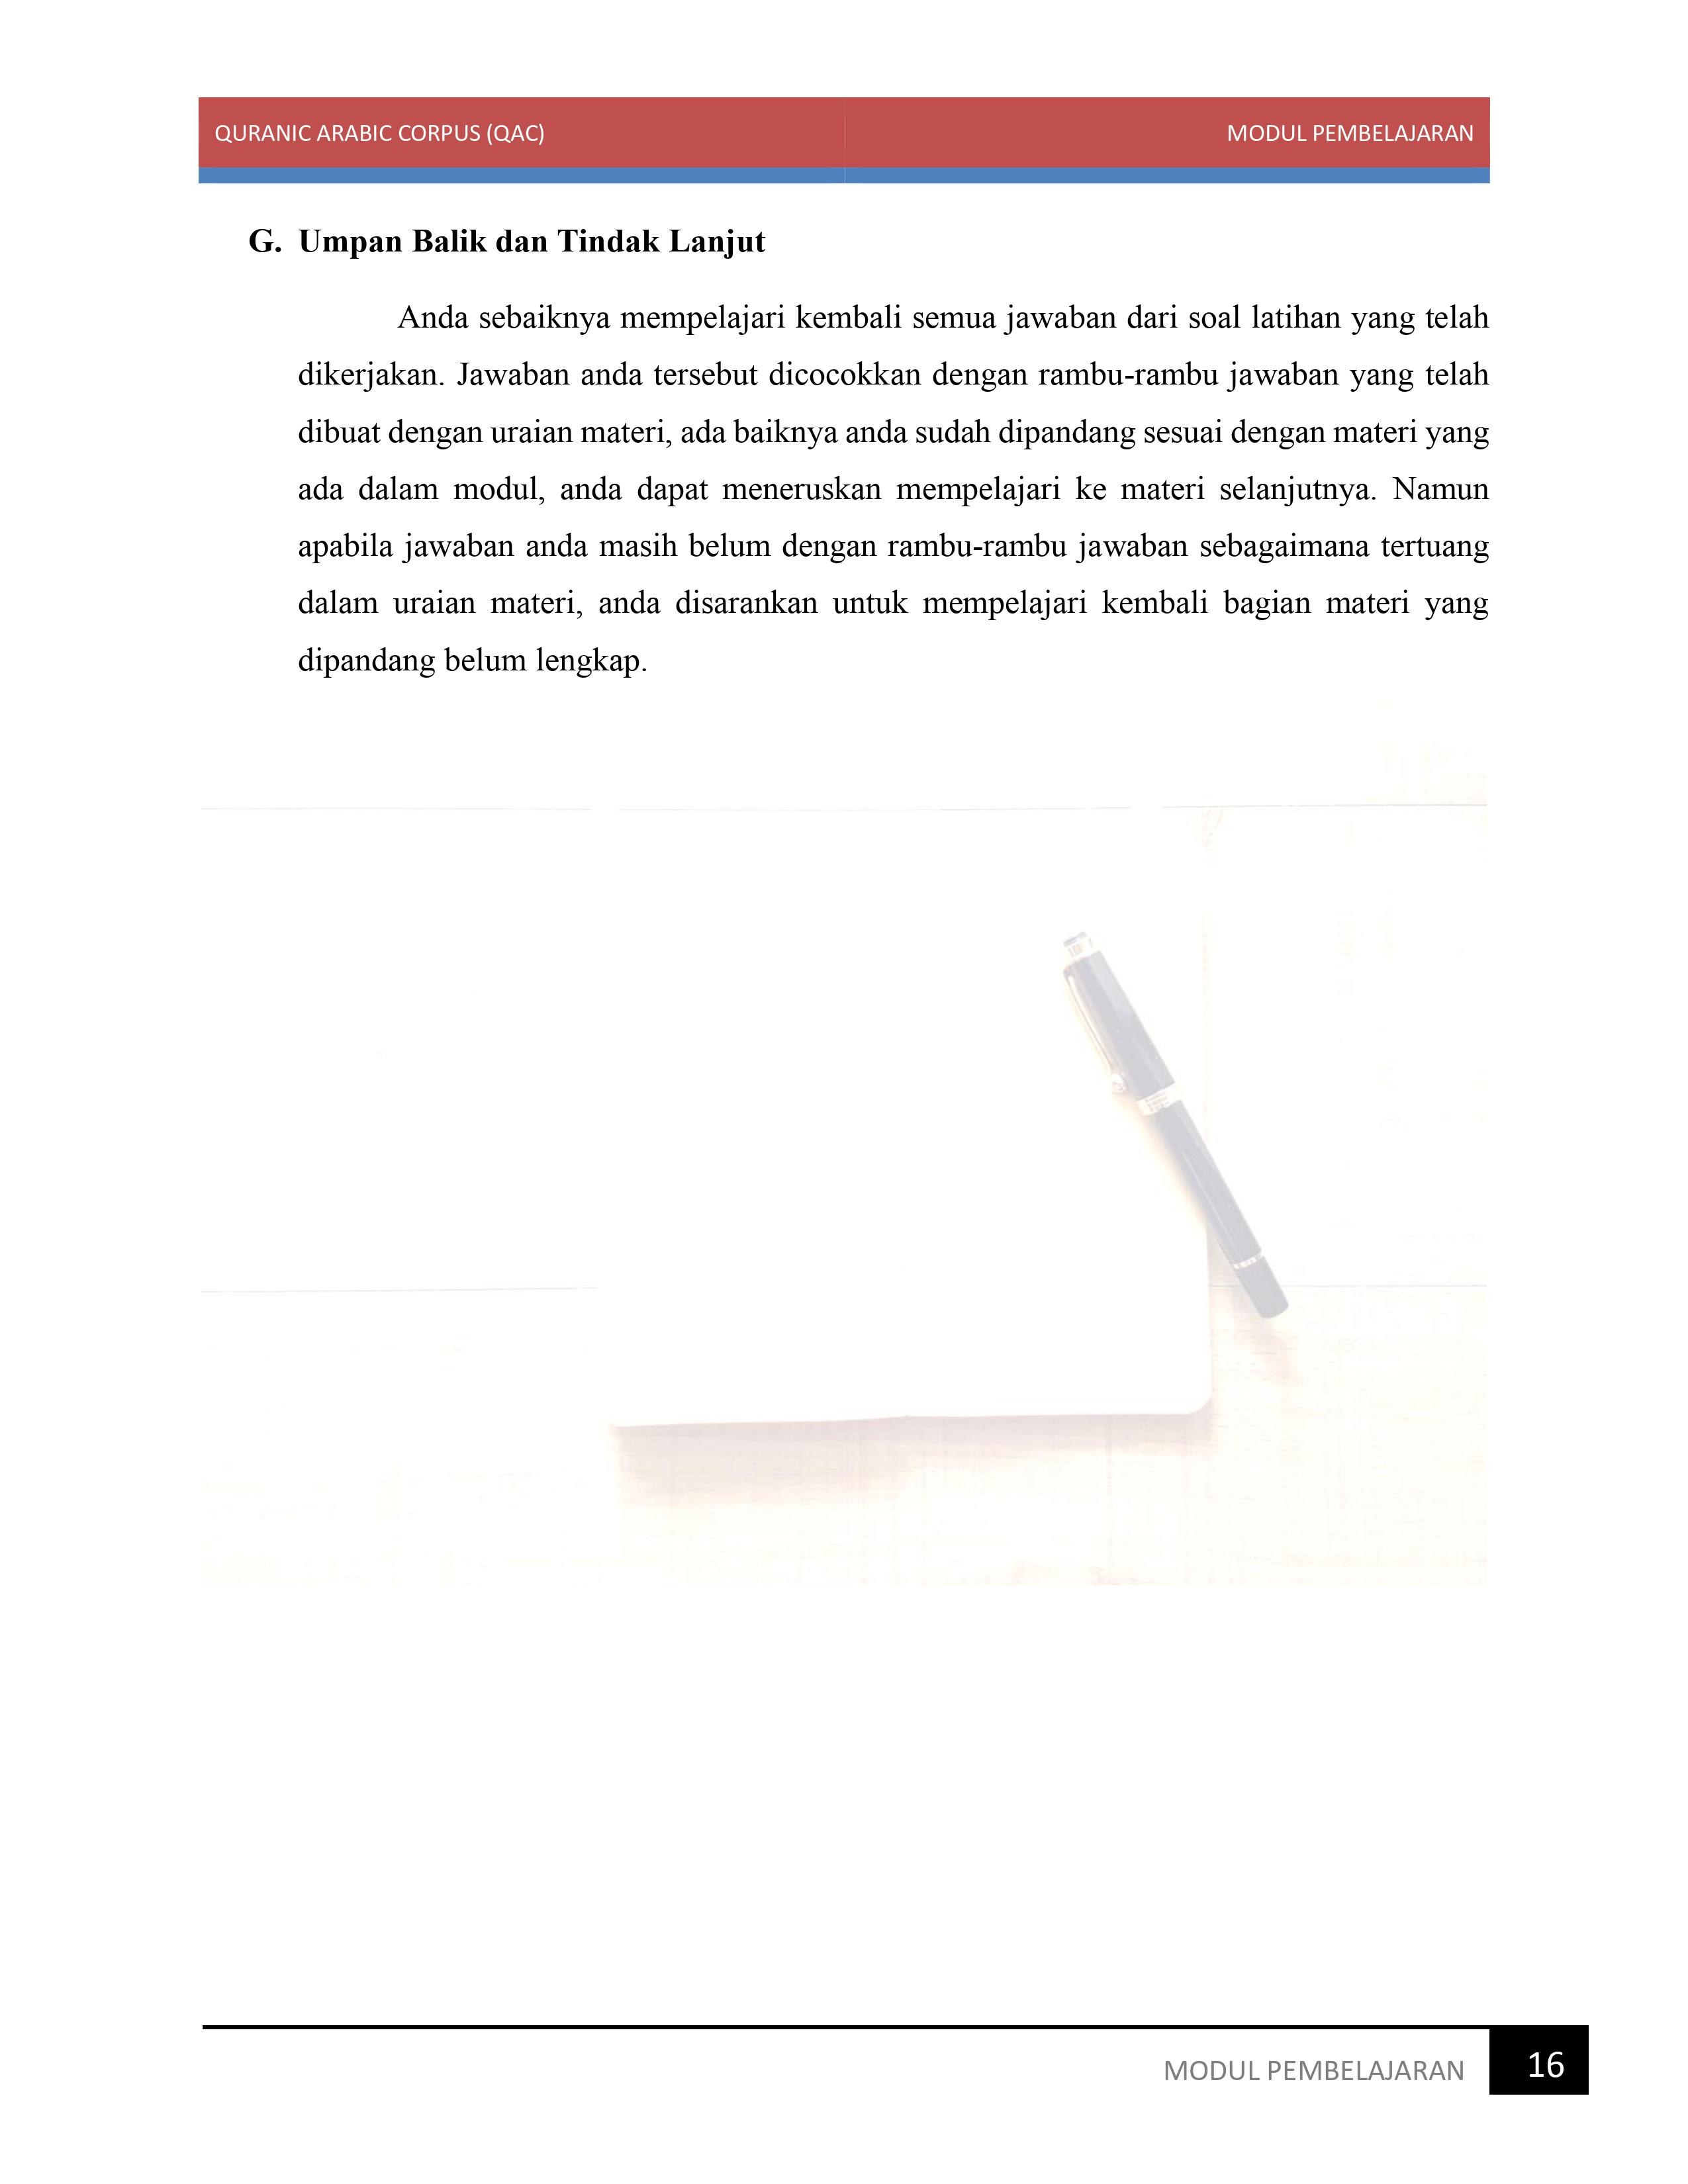 QURANIC ARABIC CORPUS (QAC) MODUL PEMBELAJARAN
G. Umpan Balik dan Tindak Lanjut
Anda sebaiknya mempelajari kembali semua jawaban dari soal latihan yang telah
dikerjakan. Jawaban anda tersebut dicocokkan dengan rambu-rambu jawaban yang telah
dibuat dengan uraian materi, ada baiknya anda sudah dipandang sesuai dengan materi yang
ada dalam modul, anda dapat meneruskan mempelajari ke materi selanjutnya. Namun
apabila jawaban anda masih belum dengan rambu-rambu jawaban sebagaimana tertuang
dalam uraian materi, anda disarankan untuk mempelajari kembali bagian materi yang
dipandang belum lengkap.
MODUL PEMBELAJARAN 16